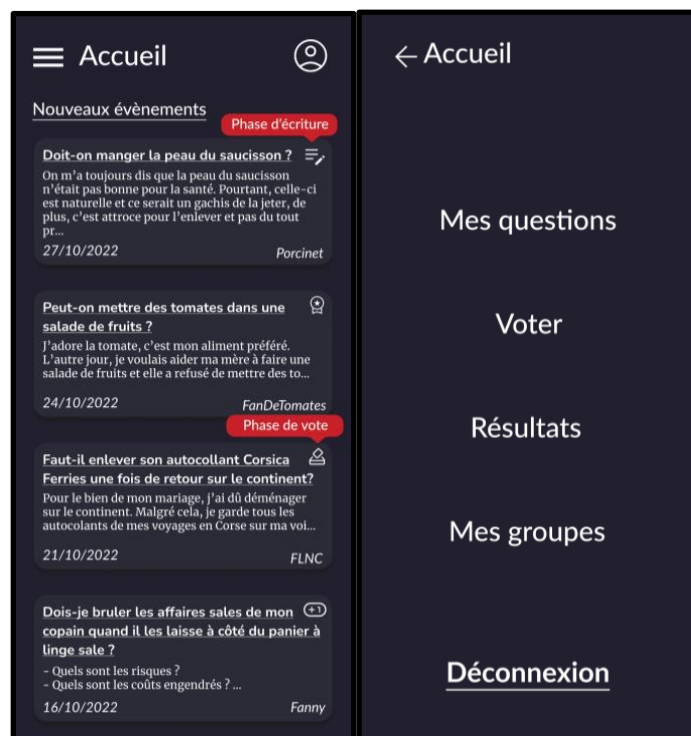 Accueil
Nouveaux évènements
Phase d'écriture
Doit-on manger la peau du saucisson ?
On m'a toujours dis que la peau du saucisson
n'était pas bonne pour la santé. Pourtant, celle-ci
est naturelle et ce serait un gachis de la jeter, de
plus, c'est attroce pour l'enlever et pas du tout
pr...
27/10/2022
Porcinet
Peut-on mettre des tomates dans une
salade de fruits ?
J'adore la tomate, c'est mon aliment préféré.
L'autre jour, je voulais aider ma mère à faire une
salade de fruits et elle a refusé de mettre des to...
24/10/2022
FanDeTomates
Phase de vote
Faut-il enlever son autocollant Corsica
Ferries une fois de retour sur le continent?
Pour le bien de mon mariage, j'ai dû déménager
sur le continent. Malgré cela, je garde tous les
autocolants de mes voyages en Corse sur ma voi...
21/10/2022
FLNC
Dois-je bruler les affaires sales de mon
+1
copain quand il les laisse à côté du panier à
linge sale ?
- Quels sont les risques ?
- Quels sont les coûts engendrés ? ...
16/10/2022
Fanny
← Accueil
Mes questions
Voter
Résultats
Mes groupes
Déconnexion